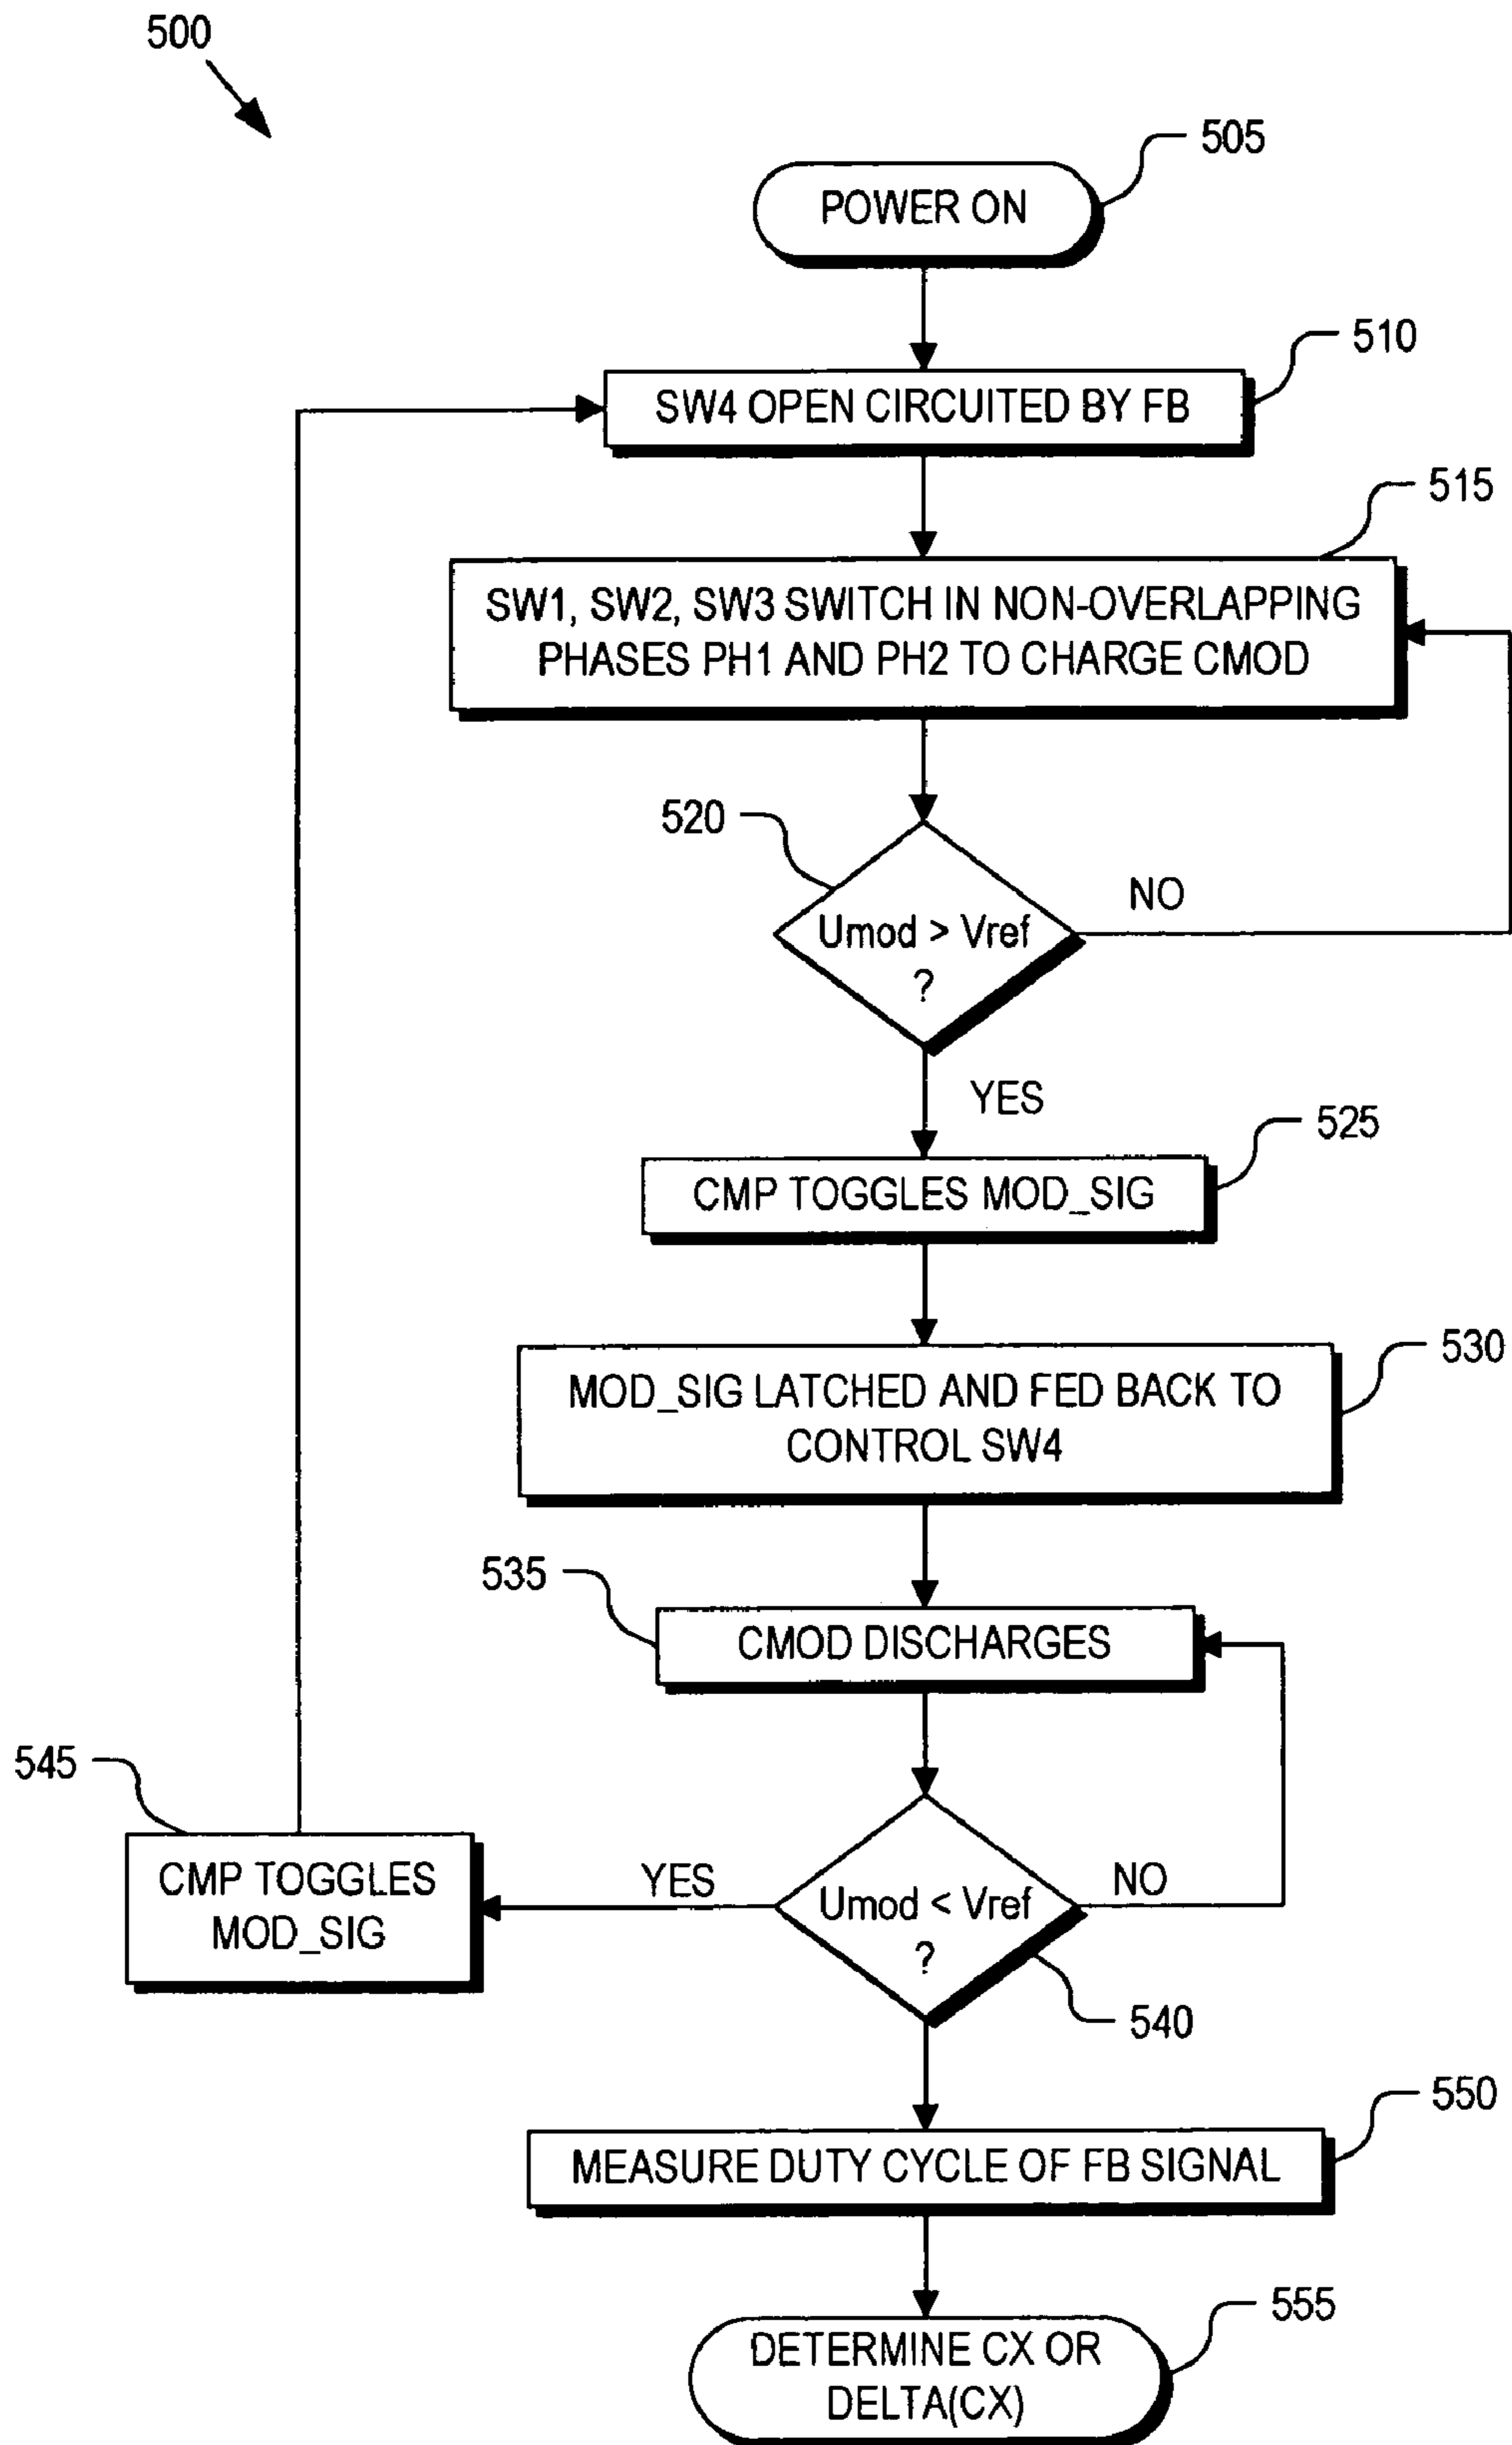 500
505
POWER ON
510
SW4 OPEN CIRCUITED BY FB
515
SW1, SW2, SW3 SWITCH IN NON-OVERLAPPING
PHASES PH1 AND PH2 TO CHARGE CMOD
520
Umod > Vref
?
NO
YES
525
CMP TOGGLES MOD_SIG
530
MOD_SIG LATCHED AND FED BACK TO
CONTROL SW4
535
CMOD DISCHARGES
545
CMP TOGGLES
MOD_SIG
YES
Umod < Vref
?
NO
540
550
MEASURE DUTY CYCLE OF FB SIGNAL
555
DETERMINE CX OR
DELTA(CX)